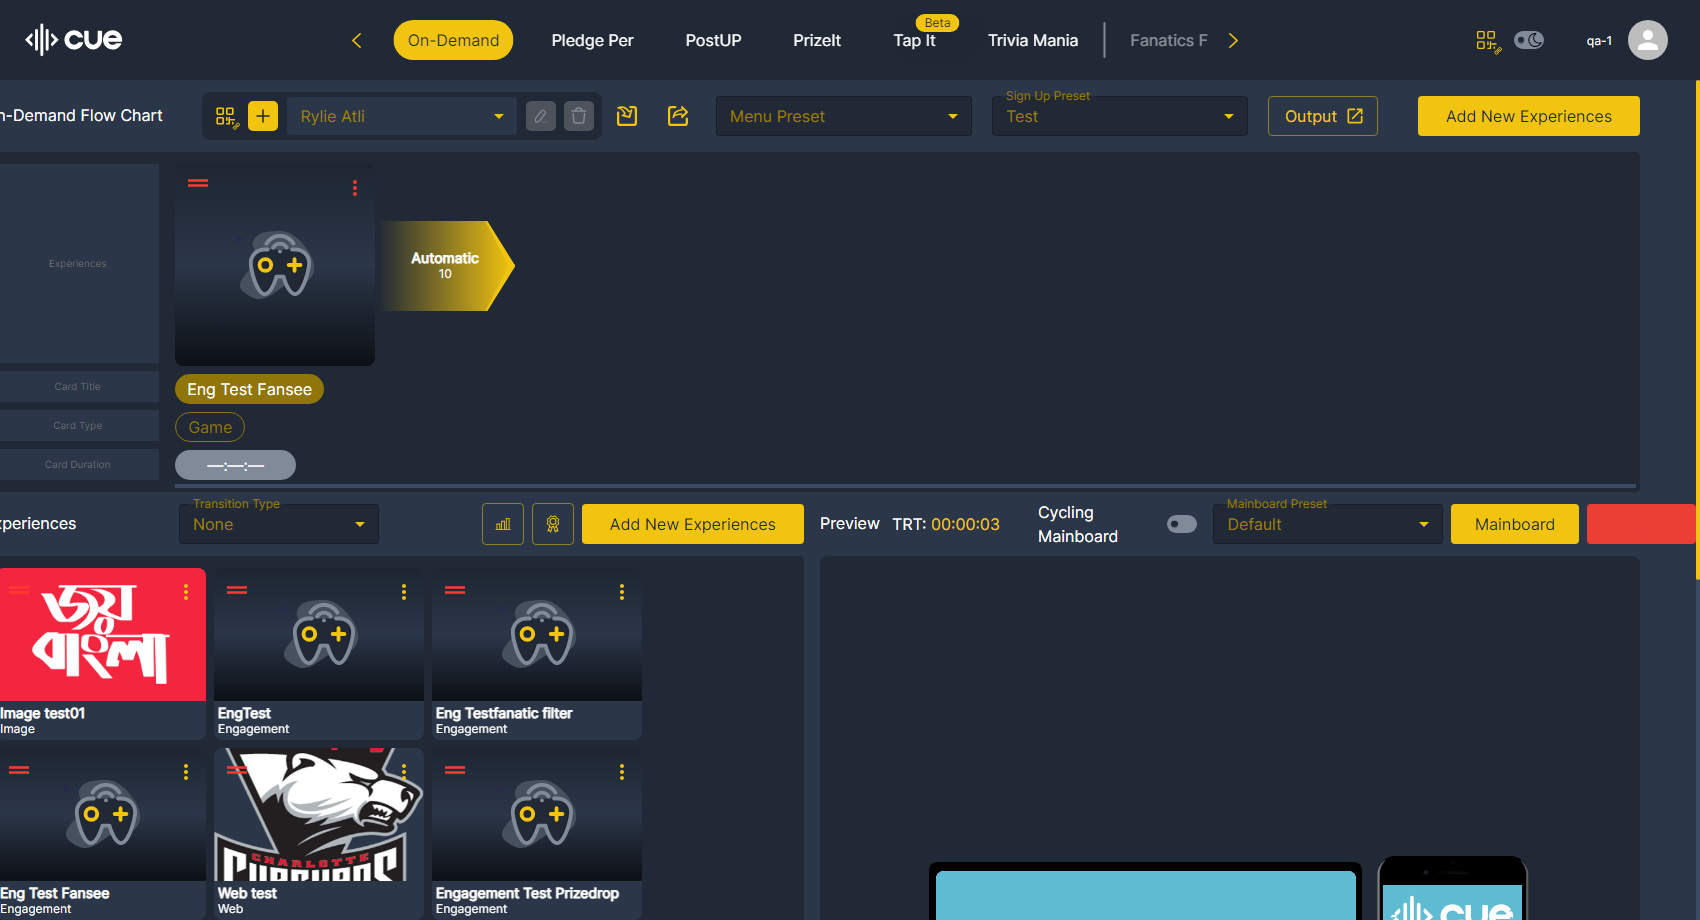 cue
On-Demand
Pledge Per
PostUP
PrizeIt
Beta
Tap It
Trivia Mania
Fanatics F
qa-1
n-Demand Flow Chart
Rylie Atli
Menu Preset
Sign Up Preset
Test
Output
Add New Experiences
Experiences
Automatic
10
Card Title
Eng Test Fansee
Card Type
Game
Card Duration
—:—:—
xperiences
Transition Type
None
Add New Experiences
Preview
TRT: 00:00:03
Cycling
Mainboard
Mainboard Preset
Default
Mainboard
জয়
বাংলা
Image test01
Image
EngTest
Engagement
Eng Testfanatic filter
Engagement
Eng Test Fansee
Engagement
CHARLOTTE
Web test
Web
Engagement Test Prizedrop
Engagement
cue